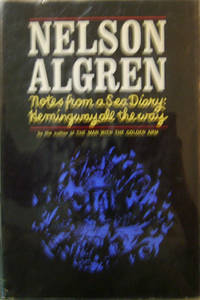 NELSON
ALGREN
Notes from a Sea Diary:
Hemingway all the way
by the author of THE MAN WITH THE GOLDEN ARM